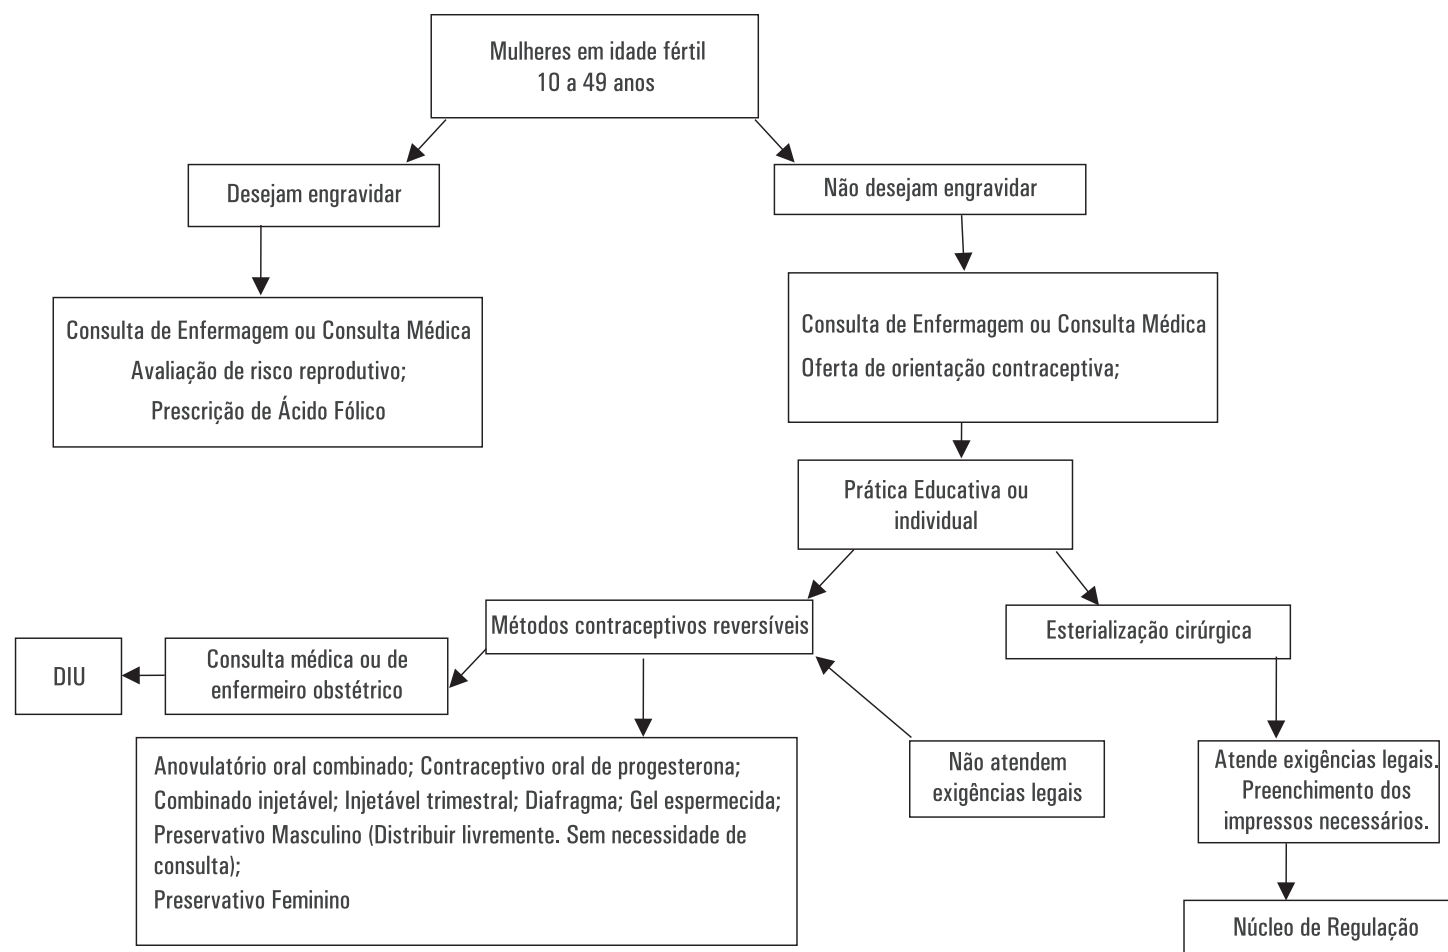 Mulheres em idade fértil
10 a 49 anos
Desejam engravidar
Não desejam engravidar
Consulta de Enfermagem ou Consulta Médica
Avaliação de risco reprodutivo;
Prescrição de Ácido Fólico
Consulta de Enfermagem ou Consulta Médica
Oferta de orientação contraceptiva;
Prática Educativa ou
individual
Métodos contraceptivos reversíveis
Esterialização cirúrgica
DIU
Consulta médica ou de
enfermeiro obstétrico
Anovulatório oral combinado; Contraceptivo oral de progesterona;
Combinado injetável; Injetável trimestral; Diafragma; Gel espermecida;
Preservativo Masculino (Distribuir livremente. Sem necessidade de
consulta);
Preservativo Feminino
Não atendem
exigências legais
Atende exigências legais.
Preenchimento dos
impressos necessários.
Núcleo de Regulação